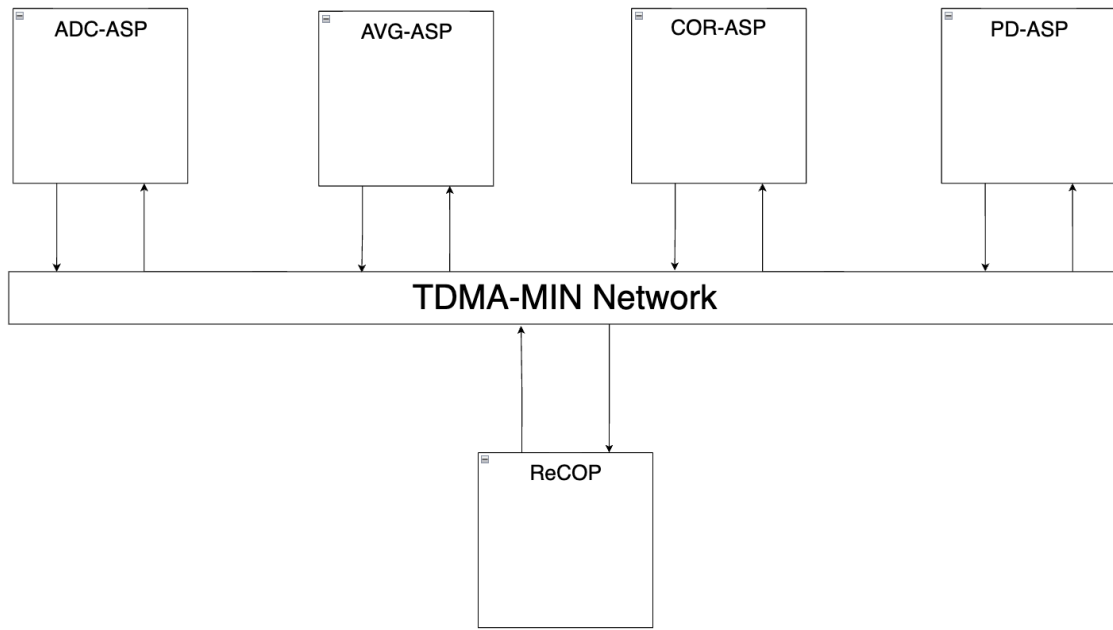 ADC-ASP
AVG-ASP
COR-ASP
PD-ASP
TDMA-MIN Network
ReCOP